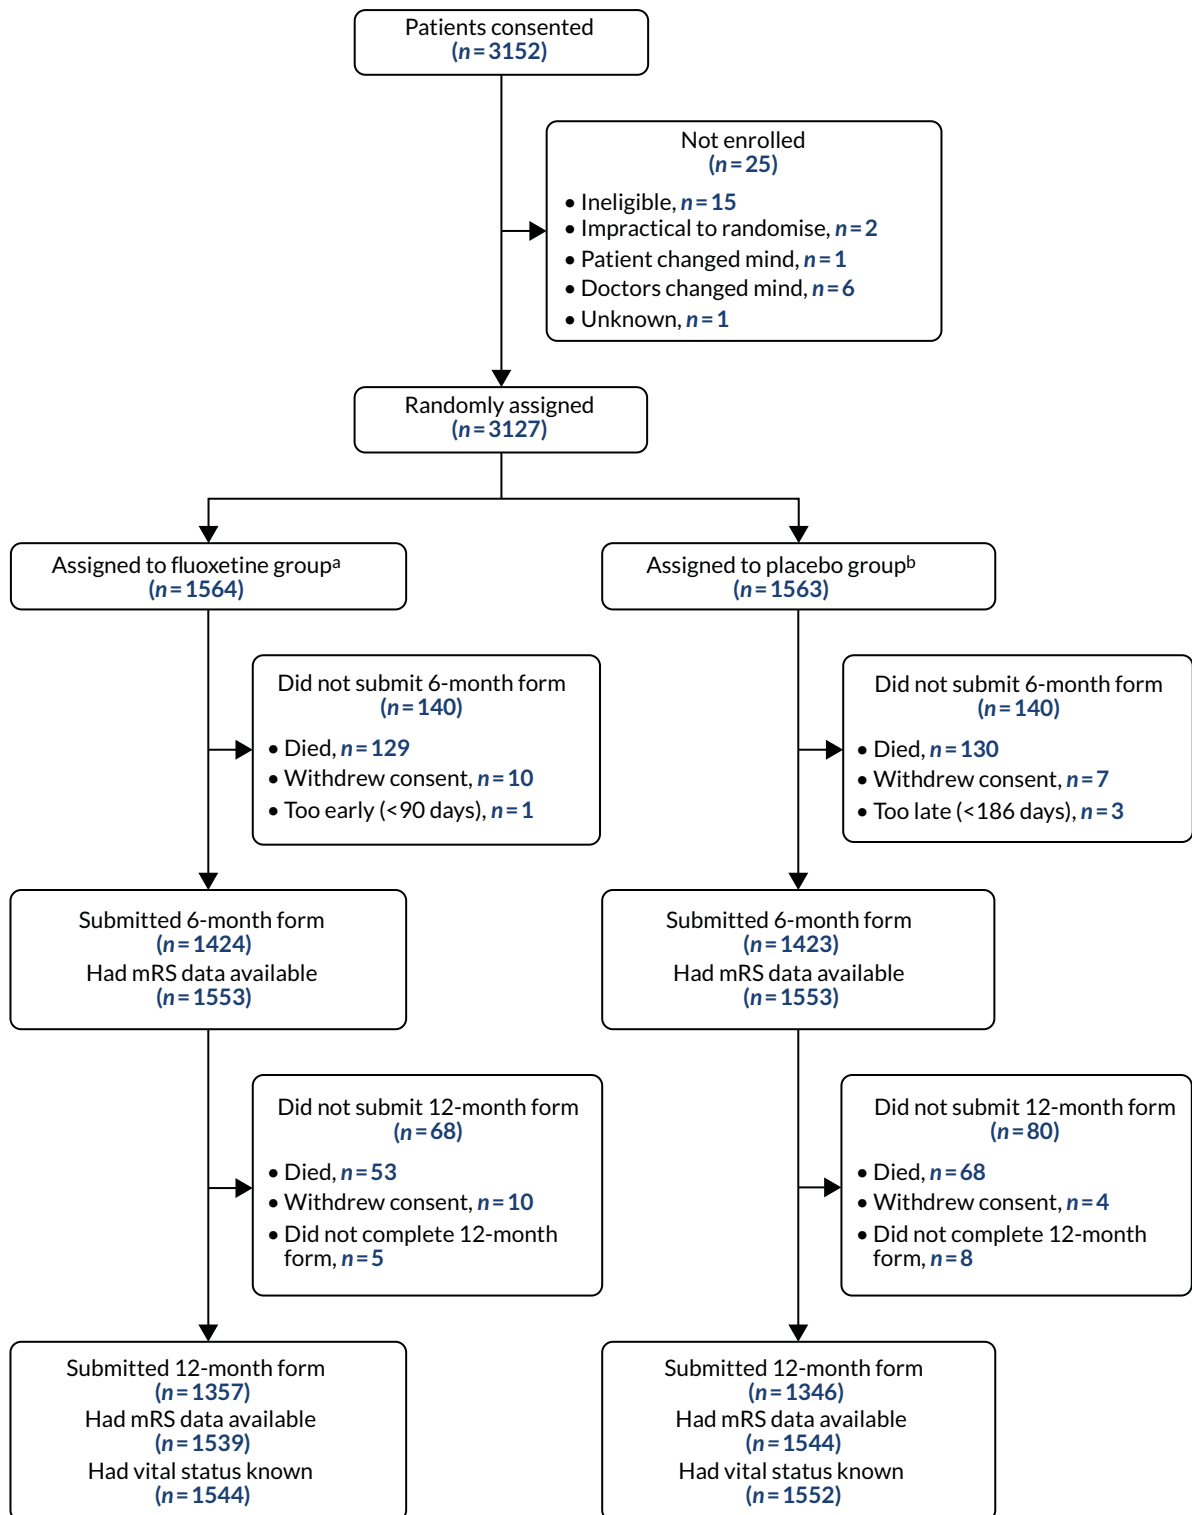 Patients consented
(n = 3152)
Not enrolled
(n = 25)
• Ineligible, n = 15
• Impractical to randomise, n = 2
• Patient changed mind, n = 1
• Doctors changed mind, n = 6
• Unknown, n = 1
Randomly assigned
(n = 3127)
Assigned to fluoxetine groupᵃ
(n = 1564)
Assigned to placebo groupᵇ
(n = 1563)
Did not submit 6-month form
(n = 140)
• Died, n = 129
• Withdrew consent, n = 10
• Too early (<90 days), n = 1
Did not submit 6-month form
(n = 140)
• Died, n = 130
• Withdrew consent, n = 7
• Too late (<186 days), n = 3
Submitted 6-month form
(n = 1424)
Had mRS data available
(n = 1553)
Submitted 6-month form
(n = 1423)
Had mRS data available
(n = 1553)
Did not submit 12-month form
(n = 68)
• Died, n = 53
• Withdrew consent, n = 10
• Did not complete 12-month
form, n = 5
Did not submit 12-month form
(n = 80)
• Died, n = 68
• Withdrew consent, n = 4
• Did not complete 12-month
form, n = 8
Submitted 12-month form
(n = 1357)
Had mRS data available
(n = 1539)
Had vital status known
(n = 1544)
Submitted 12-month form
(n = 1346)
Had mRS data available
(n = 1544)
Had vital status known
(n = 1552)